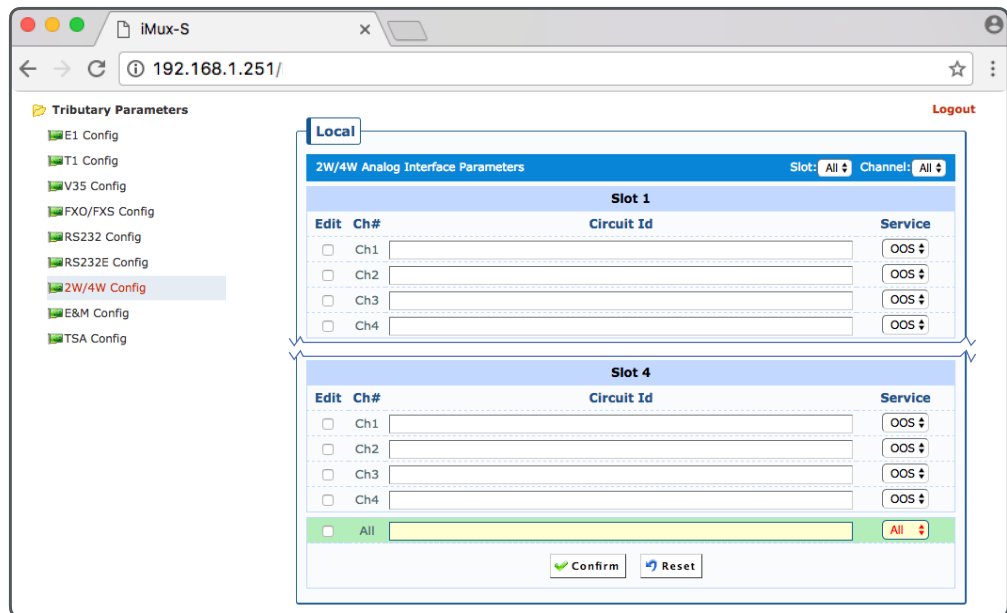 iMux-S
192.168.1.251/
Tributary Parameters
E1 Config
T1 Config
V35 Config
FXO/FXS Config
RS232 Config
RS232E Config
2W/4W Config
E&M Config
TSA Config
Logout
Local
2W/4W Analog Interface Parameters Slot: All Channel: All
Slot 1
Edit Ch# Circuit Id Service
Ch1 OOS
Ch2 OOS
Ch3 OOS
Ch4 OOS
Slot 4
Edit Ch# Circuit Id Service
Ch1 OOS
Ch2 OOS
Ch3 OOS
Ch4 OOS
All All
Confirm Reset